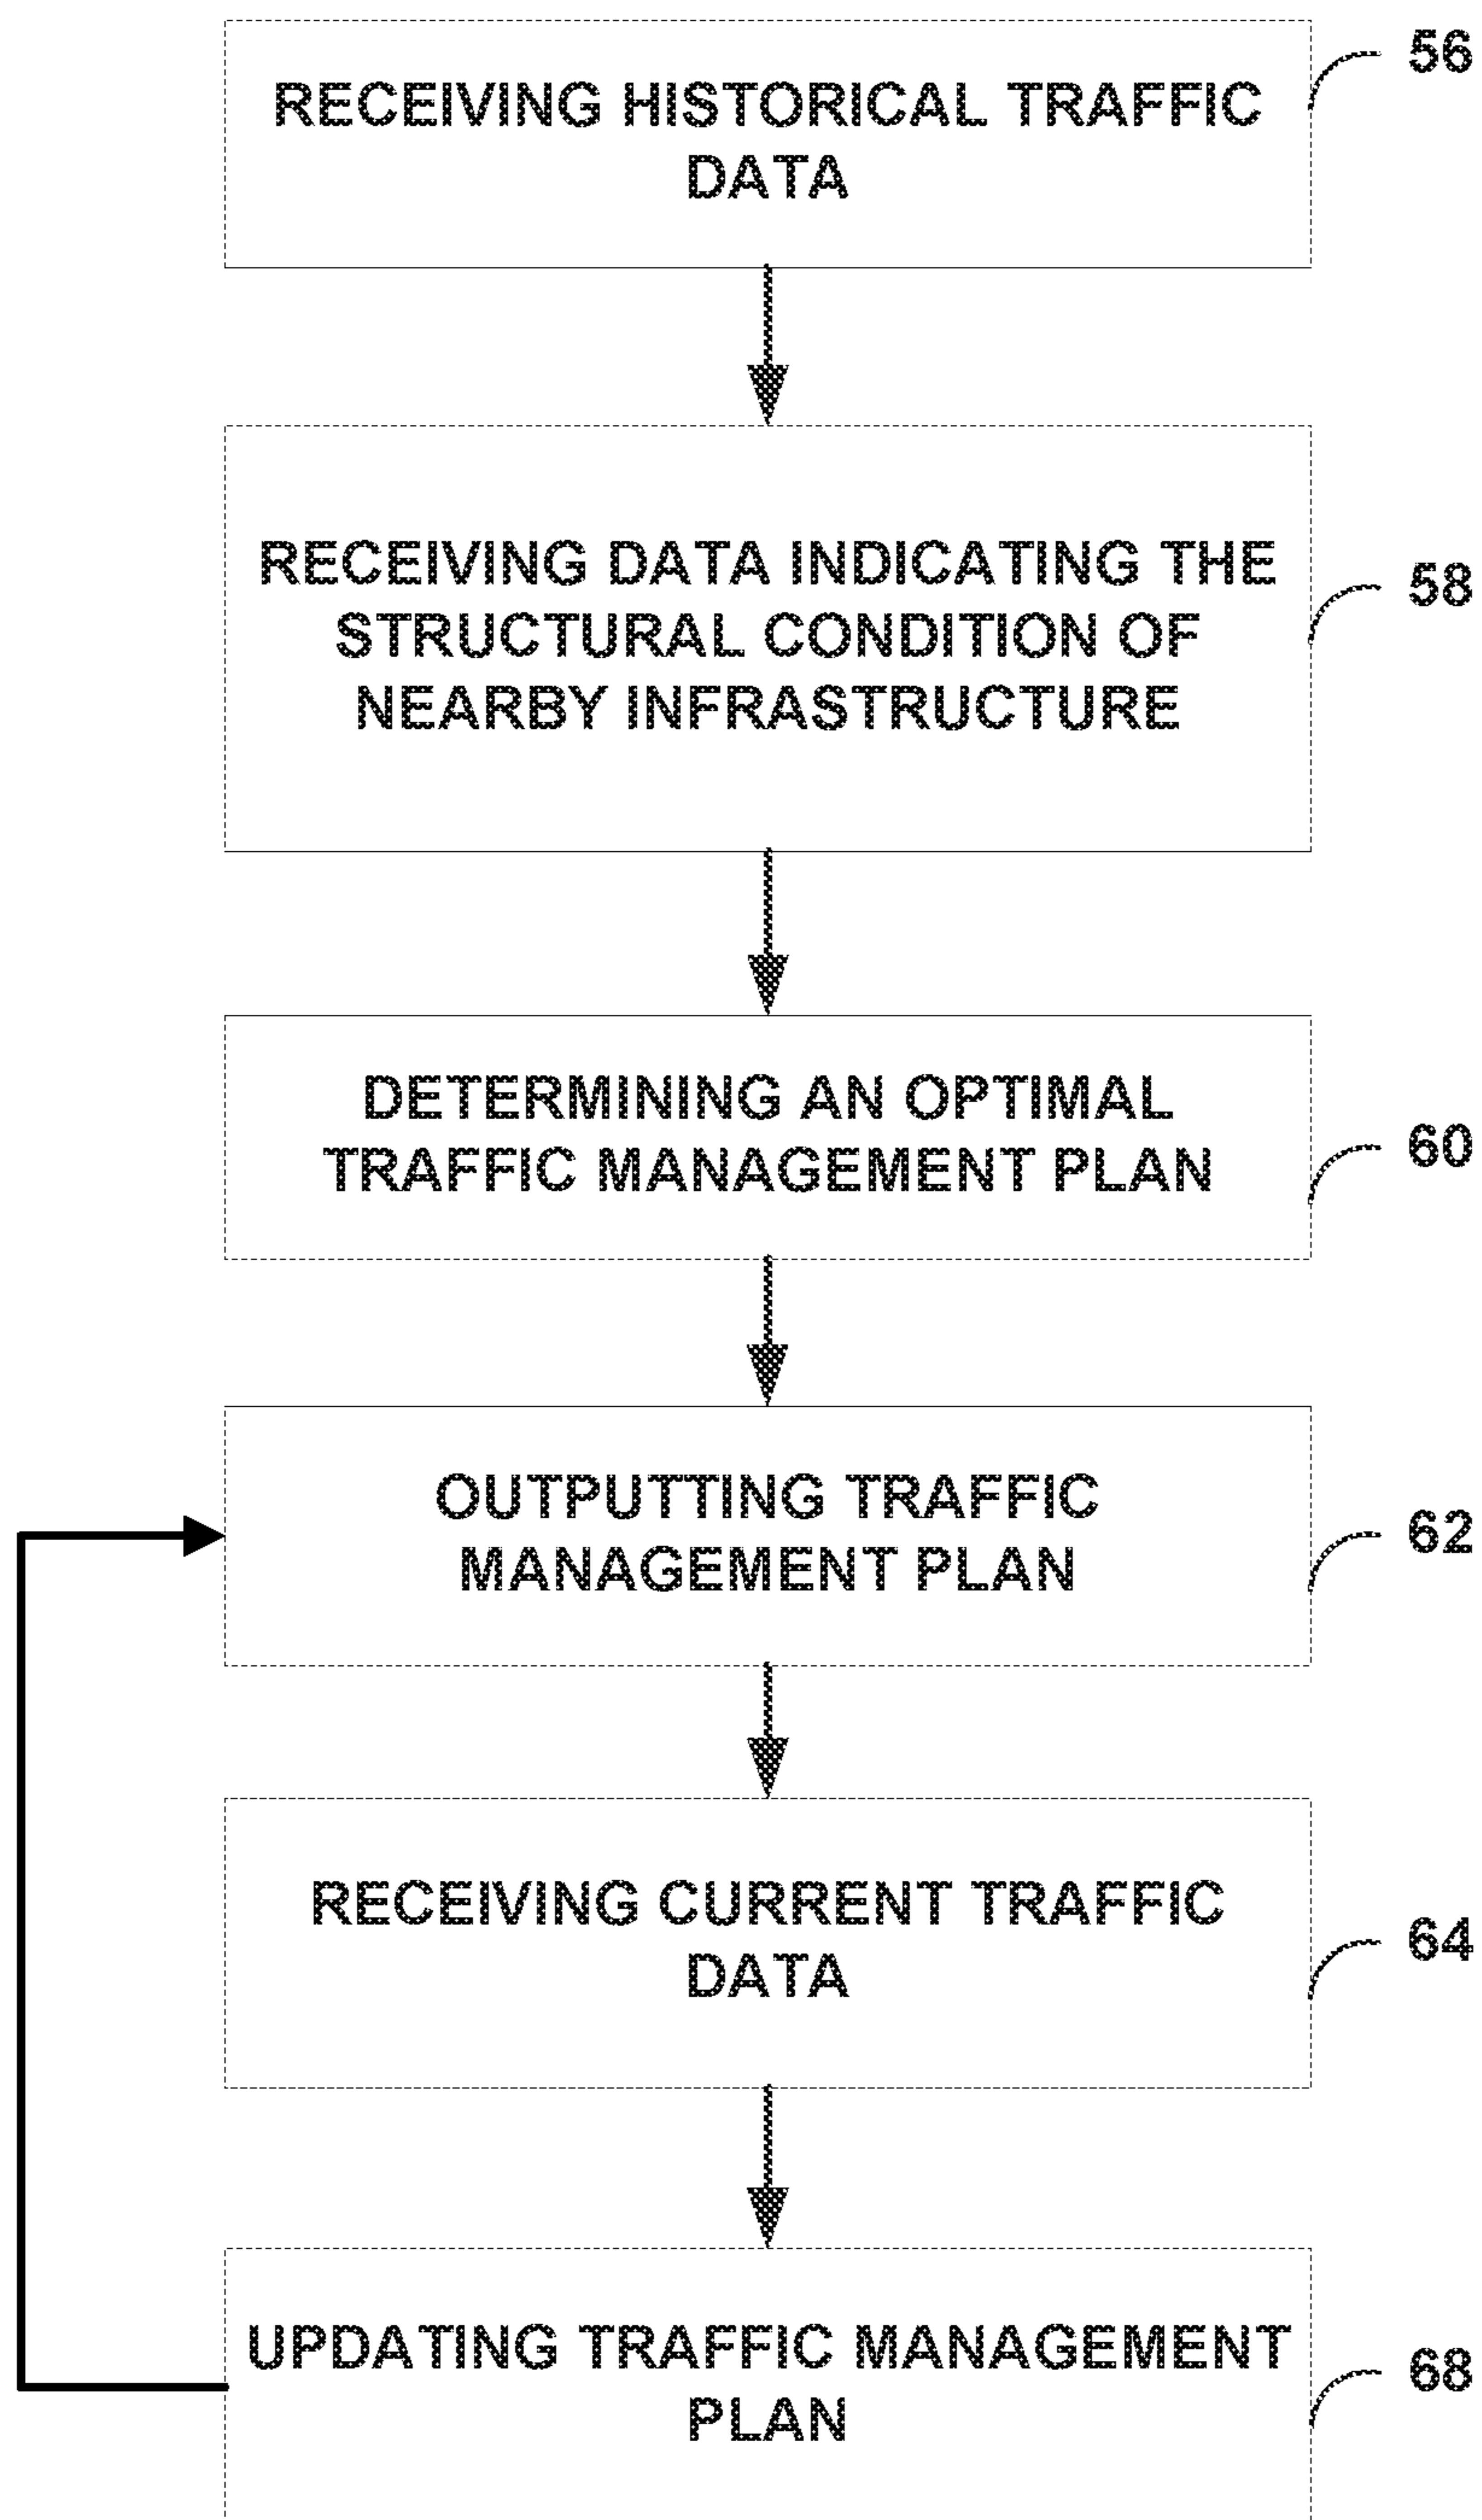 56
RECEIVING HISTORICAL TRAFFIC
DATA
58
RECEIVING DATA INDICATING THE
STRUCTURAL CONDITION OF
NEARBY INFRASTRUCTURE
60
DETERMINING AN OPTIMAL
TRAFFIC MANAGEMENT PLAN
62
OUTPUTTING TRAFFIC
MANAGEMENT PLAN
64
RECEIVING CURRENT TRAFFIC
DATA
68
UPDATING TRAFFIC MANAGEMENT
PLAN